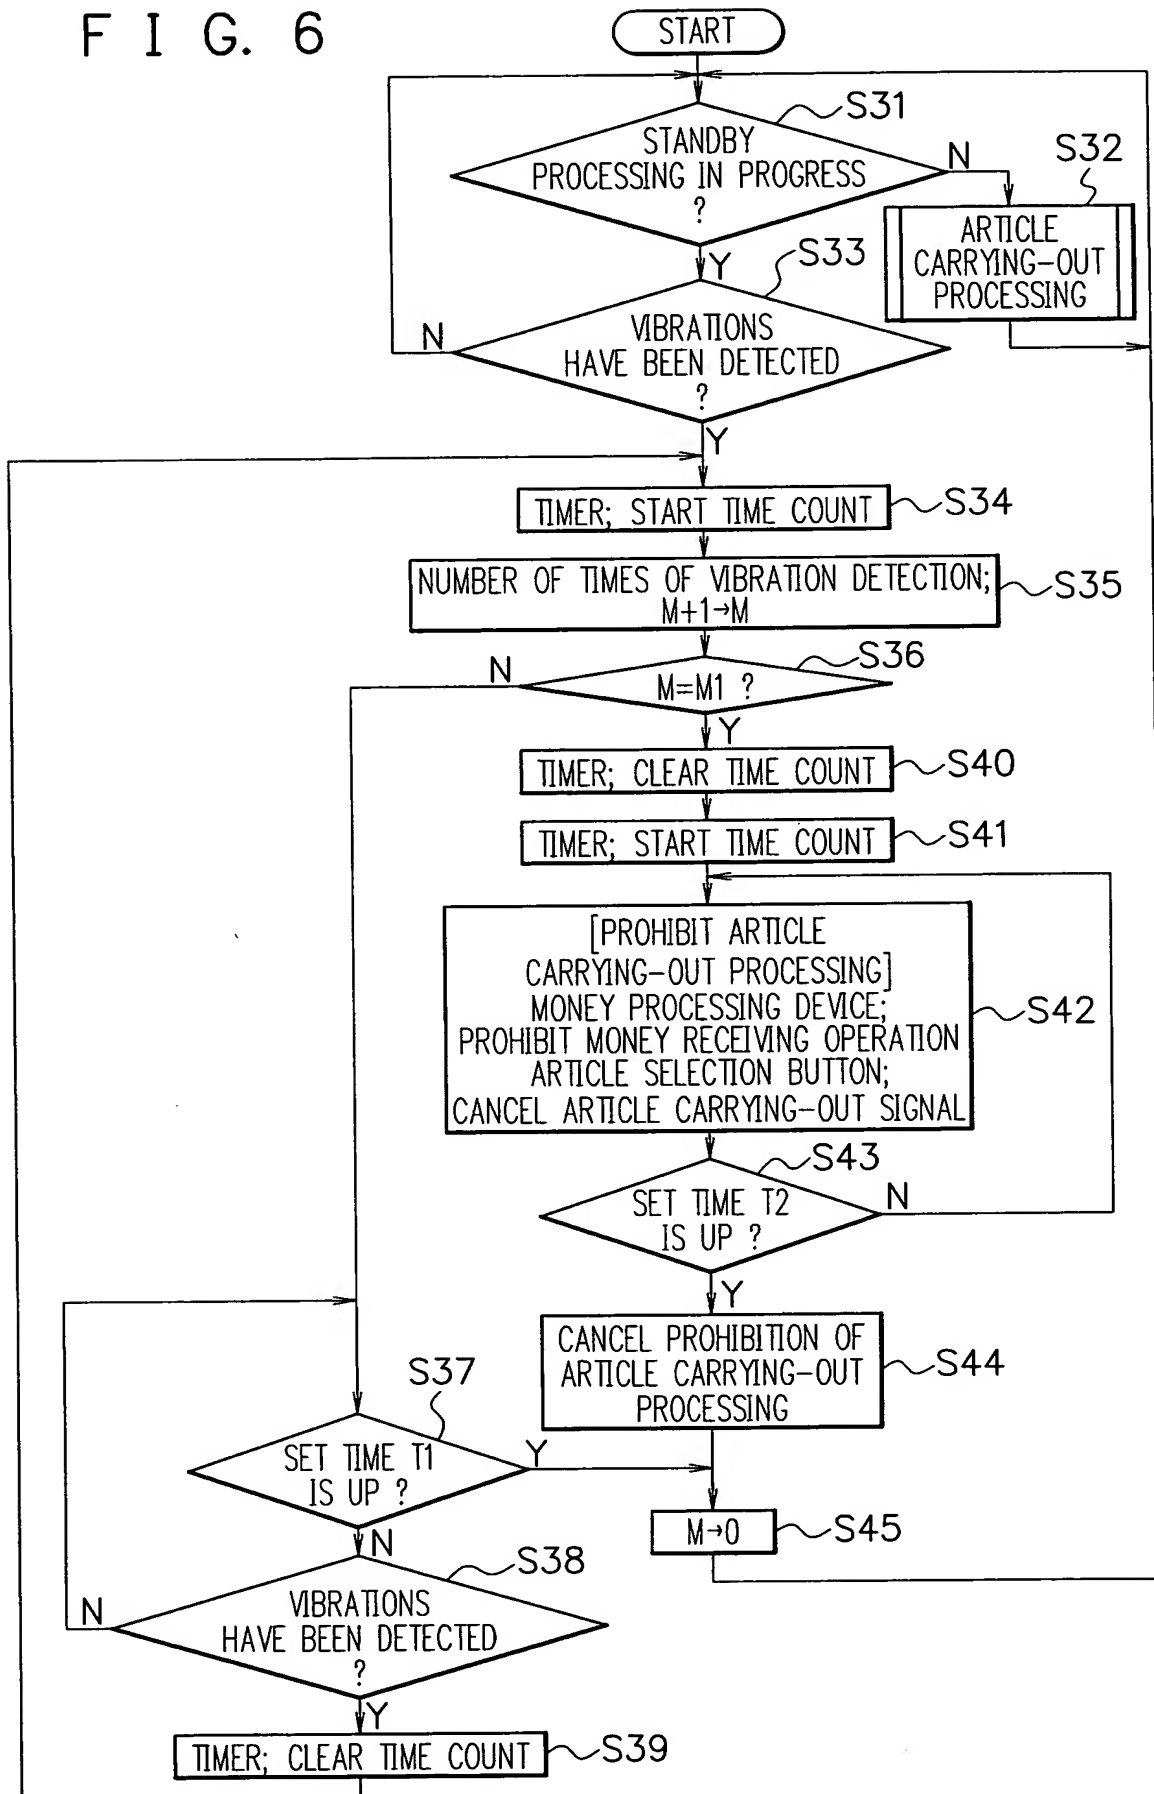 F I G. 6
START
S31
STANDBY
PROCESSING IN PROGRESS
?
N
S32
ARTICLE
CARRYING-OUT
PROCESSING
Y
S33
VIBRATIONS
HAVE BEEN DETECTED
?
N
Y
TIMER; START TIME COUNT
S34
NUMBER OF TIMES OF VIBRATION DETECTION;
M+1→M
S35
M=M1 ?
S36
N
Y
TIMER; CLEAR TIME COUNT
S40
TIMER; START TIME COUNT
S41
[PROHIBIT ARTICLE
CARRYING-OUT PROCESSING]
MONEY PROCESSING DEVICE;
PROHIBIT MONEY RECEIVING OPERATION
ARTICLE SELECTION BUTTON;
CANCEL ARTICLE CARRYING-OUT SIGNAL
S42
S43
SET TIME T2
IS UP ?
N
Y
CANCEL PROHIBITION OF
ARTICLE CARRYING-OUT
PROCESSING
S44
S37
SET TIME T1
IS UP ?
Y
N
M→0
S45
S38
VIBRATIONS
HAVE BEEN DETECTED
?
N
Y
TIMER; CLEAR TIME COUNT
S39